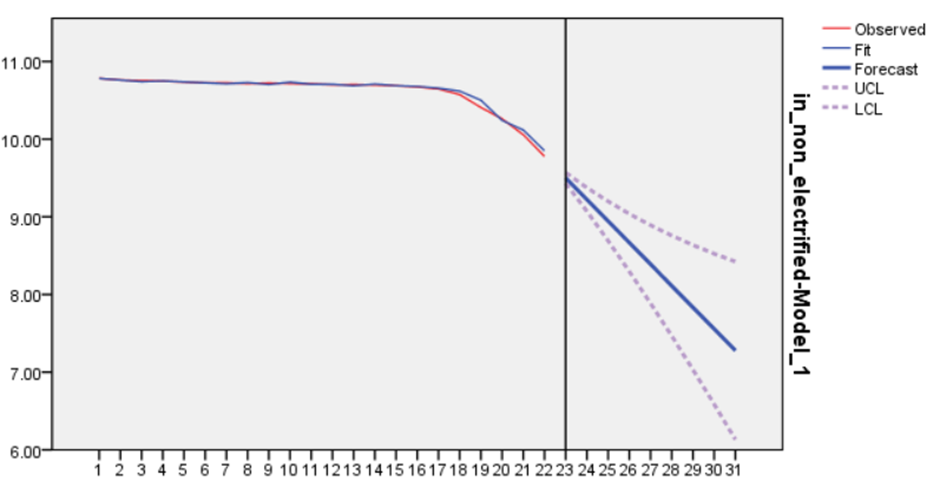 11.00
10.00
9.00
8.00
7.00
6.00
1 2 3 4 5 6 7 8 9 10 11 12 13 14 15 16 17 18 19 20 21 22 23 24 25 26 27 28 29 30 31
Observed
Fit
Forecast
UCL
LCL
in_non_electrified-Model_1